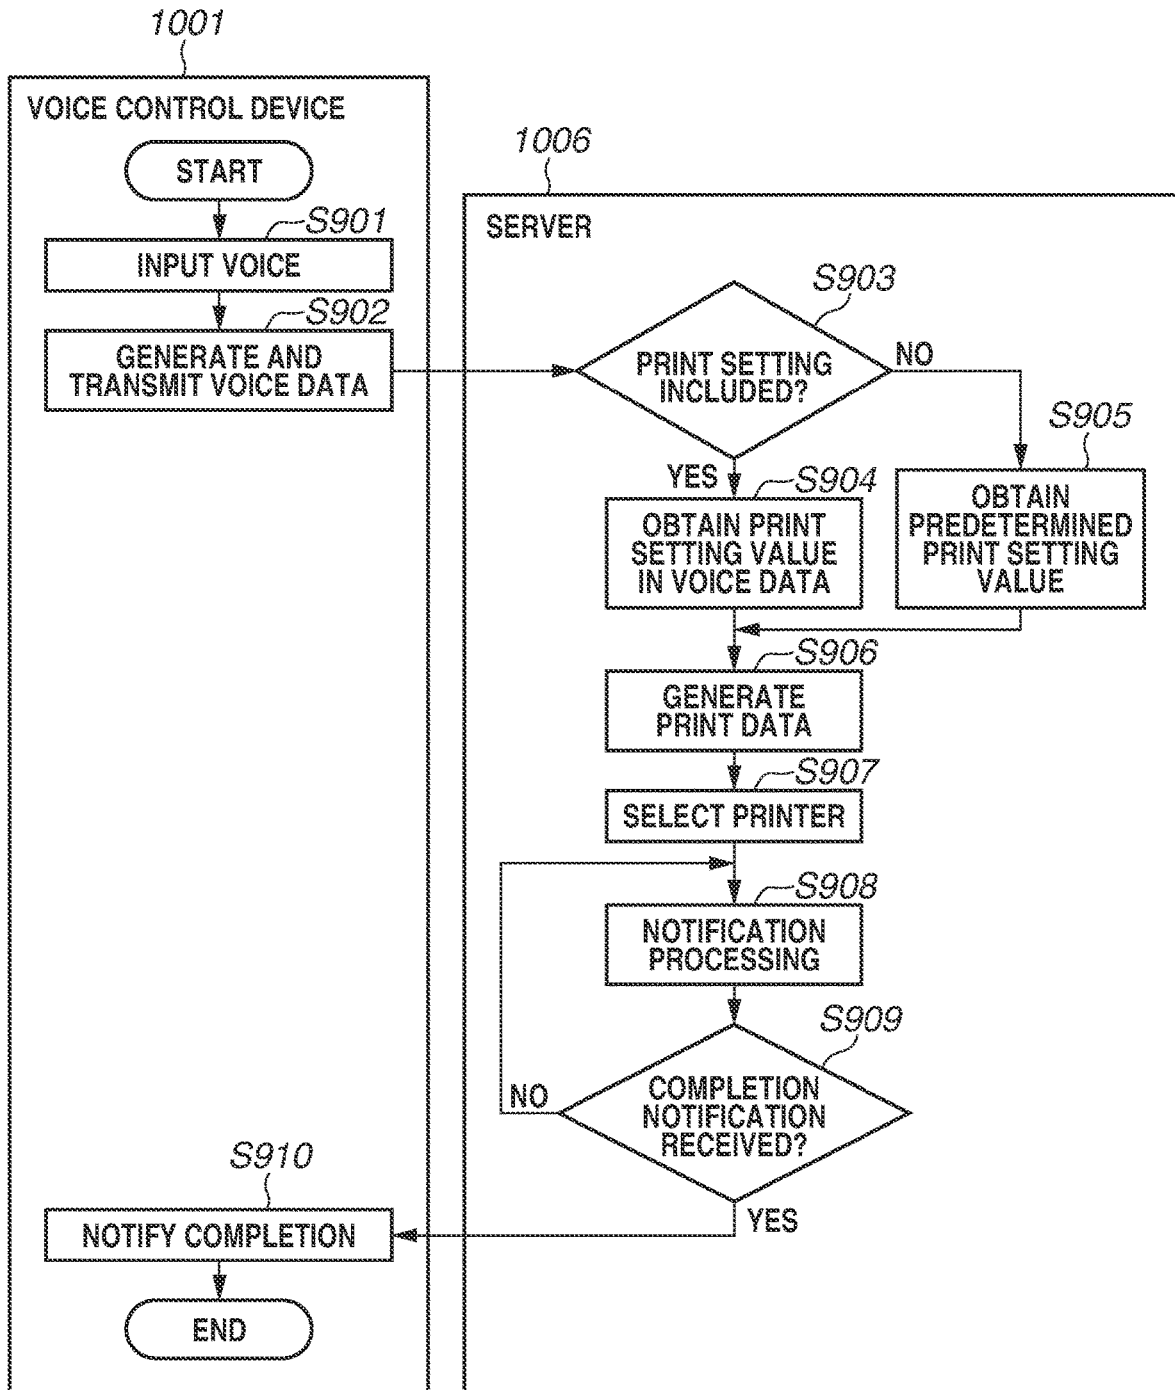 1001
VOICE CONTROL DEVICE
START
S901
INPUT VOICE
S902
GENERATE AND
TRANSMIT VOICE DATA
1006
SERVER
S903
PRINT SETTING
INCLUDED?
NO
YES
S904
OBTAIN PRINT
SETTING VALUE
IN VOICE DATA
S905
OBTAIN
PREDETERMINED
PRINT SETTING
VALUE
S906
GENERATE
PRINT DATA
S907
SELECT PRINTER
S908
NOTIFICATION
PROCESSING
S909
COMPLETION
NOTIFICATION
RECEIVED?
NO
YES
S910
NOTIFY COMPLETION
END